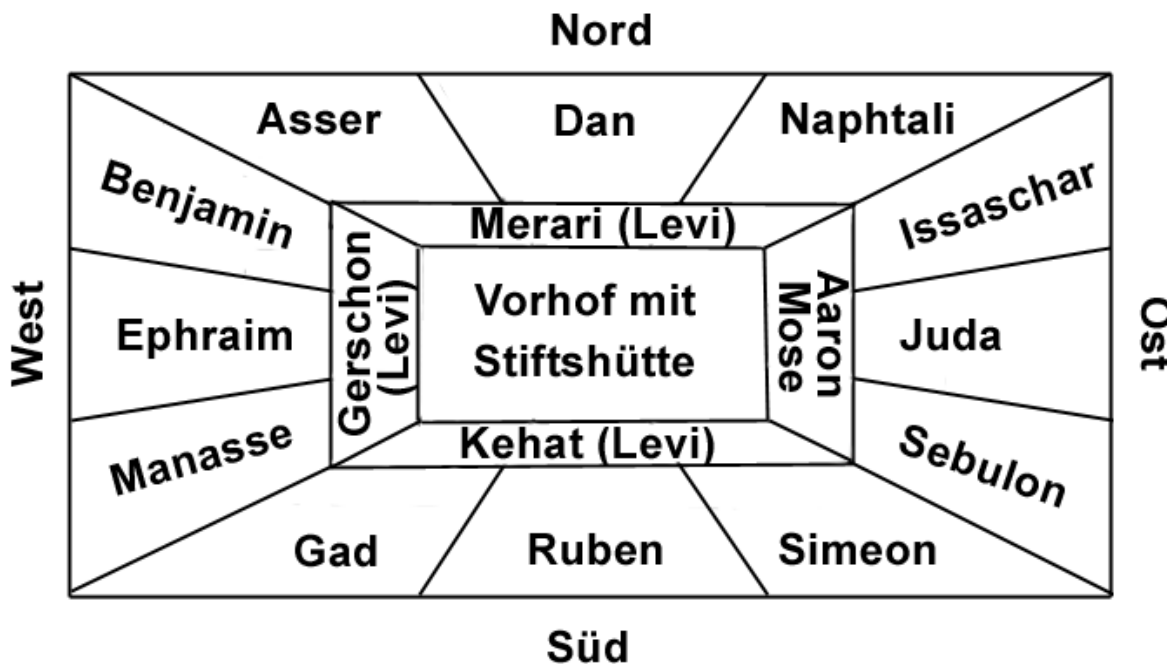 Nord
Asser
Dan
Naphtali
Benjamin
Issaschar
Merari (Levi)
West
Ephraim
Gerschon
(Levi)
Vorhof mit
Stiftshütte
Aaron
Mose
Juda
Ost
Manasse
Kehat (Levi)
Sebulon
Gad
Ruben
Simeon
Süd